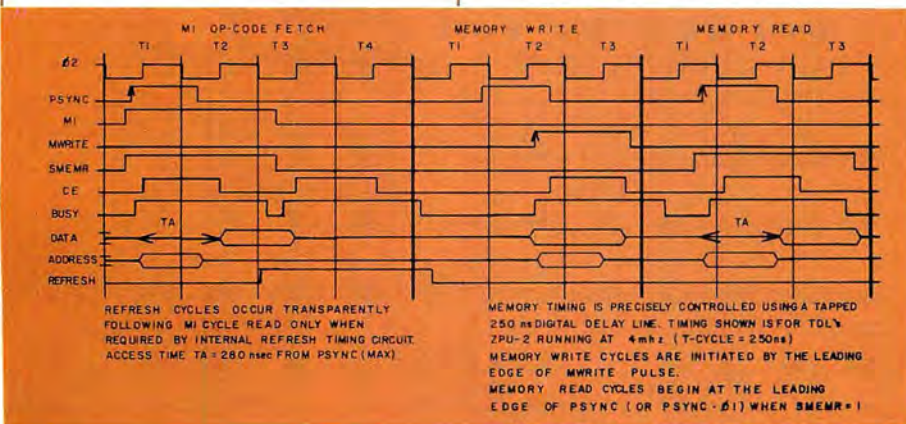 MI OP-CODE FETCH MEMORY WRITE MEMORY READ
T1 T2 T3 T4 T1 T2 T3 T1 T2 T3
ø2
PSYNC
MI
MWRITE
SMEMR
CE
BUSY
TA TA
DATA
ADDRESS
REFRESH
REFRESH CYCLES OCCUR TRANSPARENTLY
FOLLOWING MI CYCLE READ ONLY WHEN
REQUIRED BY INTERNAL REFRESH TIMING CIRCUIT.
ACCESS TIME TA = 280 nsec FROM PSYNC (MAX)
MEMORY TIMING IS PRECISELY CONTROLLED USING A TAPPED
250 ns DIGITAL DELAY LINE. TIMING SHOWN IS FOR TDL's
ZPU-2 RUNNING AT 4mhz (T-CYCLE = 250ns)
MEMORY WRITE CYCLES ARE INITIATED BY THE LEADING
EDGE OF MWRITE PULSE.
MEMORY READ CYCLES BEGIN AT THE LEADING
EDGE OF PSYNC (OR PSYNC·ø1) WHEN SMEMR=1